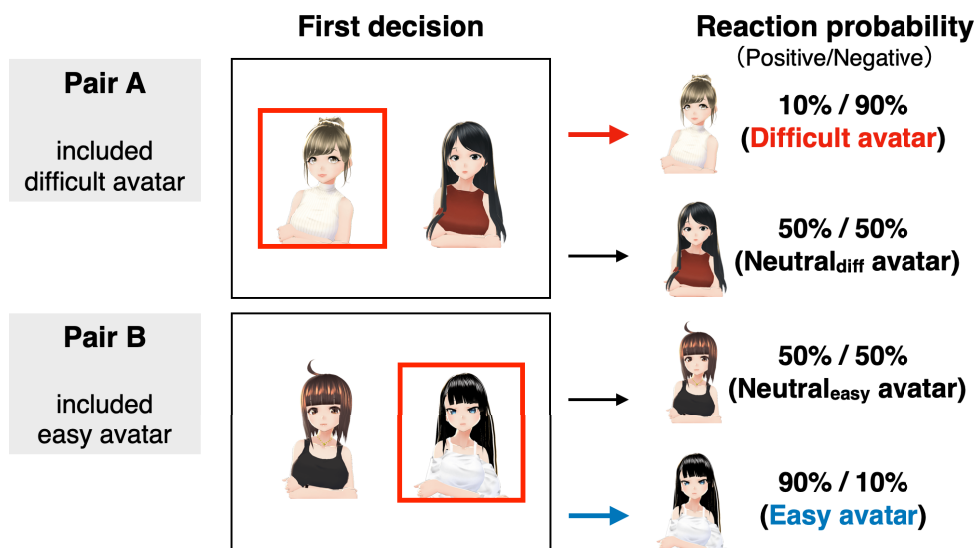 First decision
Reaction probability
(Positive/Negative)
Pair A
included
difficult avatar
10% / 90%
(Difficult avatar)
50% / 50%
(Neutraldiff avatar)
Pair B
included
easy avatar
50% / 50%
(Neutraleasy avatar)
90% / 10%
(Easy avatar)